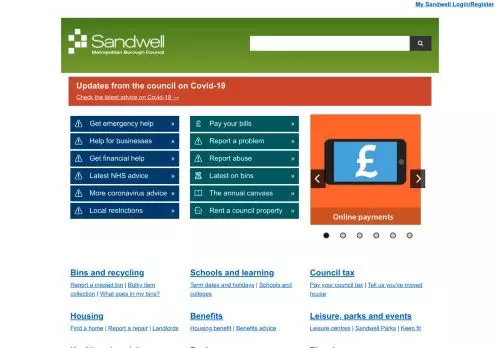 My Sandwell Login/Register
Sandwell
Metropolitan Borough Council
Updates from the council on Covid-19
Check the latest advice on Covid-19 →
Get emergency help »
Pay your bills »
Help for businesses »
Report a problem »
Get financial help »
Report abuse »
Latest NHS advice »
Latest on bins »
More coronavirus advice »
The annual canvass »
Local restrictions »
Rent a council property »
£
Online payments
Bins and recycling
Report a missed bin | Bulky item
collection | What goes in my bins?
Schools and learning
Term dates and holidays | Schools and
colleges
Council tax
Pay your council tax | Tell us you've moved
house
Housing
Find a home | Report a repair | Landlords
Benefits
Housing benefit | Benefits advice
Leisure, parks and events
Leisure centres | Sandwell Parks | Keep fit